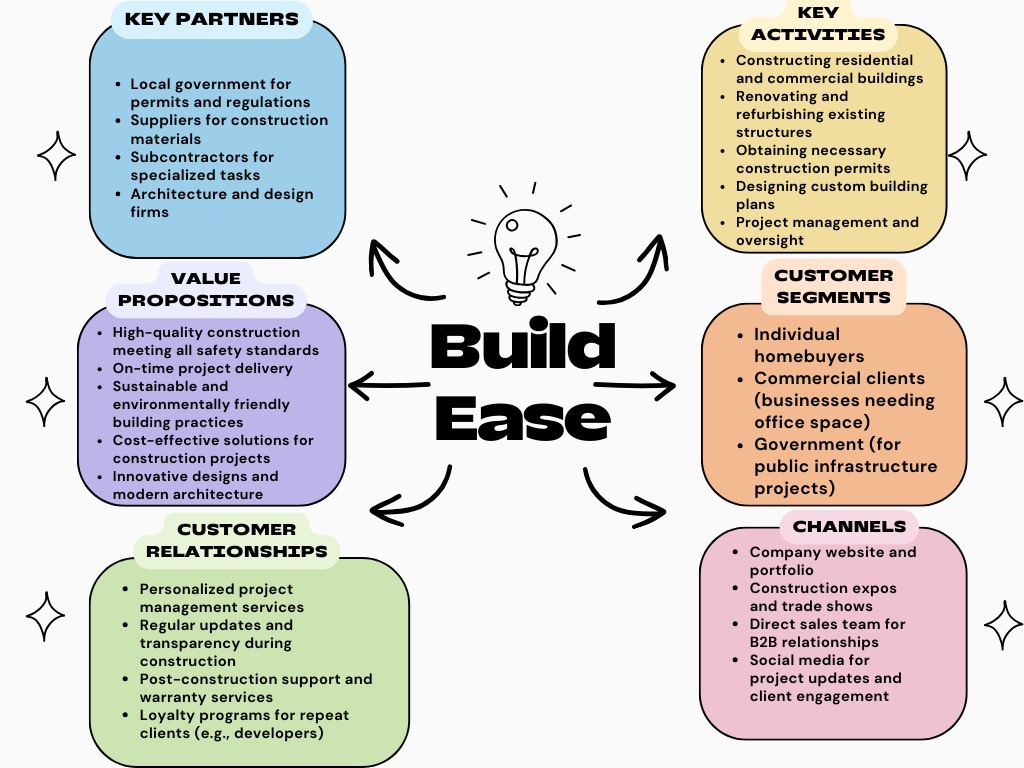 KEY PARTNERS
• Local government for
permits and regulations
• Suppliers for construction
materials
• Subcontractors for
specialized tasks
• Architecture and design
firms
KEY
ACTIVITIES
• Constructing residential
and commercial buildings
• Renovating and
refurbishing existing
structures
• Obtaining necessary
construction permits
• Designing custom building
plans
• Project management and
oversight
Build
Ease
VALUE
PROPOSITIONS
• High-quality construction
meeting all safety standards
• On-time project delivery
• Sustainable and
environmentally friendly
building practices
• Cost-effective solutions for
construction projects
• Innovative designs and
modern architecture
CUSTOMER
SEGMENTS
• Individual
homebuyers
• Commercial clients
(businesses needing
office space)
• Government (for
public infrastructure
projects)
CUSTOMER
RELATIONSHIPS
• Personalized project
management services
• Regular updates and
transparency during
construction
• Post-construction support and
warranty services
• Loyalty programs for repeat
clients (e.g., developers)
CHANNELS
• Company website and
portfolio
• Construction expos
and trade shows
• Direct sales team for
B2B relationships
• Social media for
project updates and
client engagement